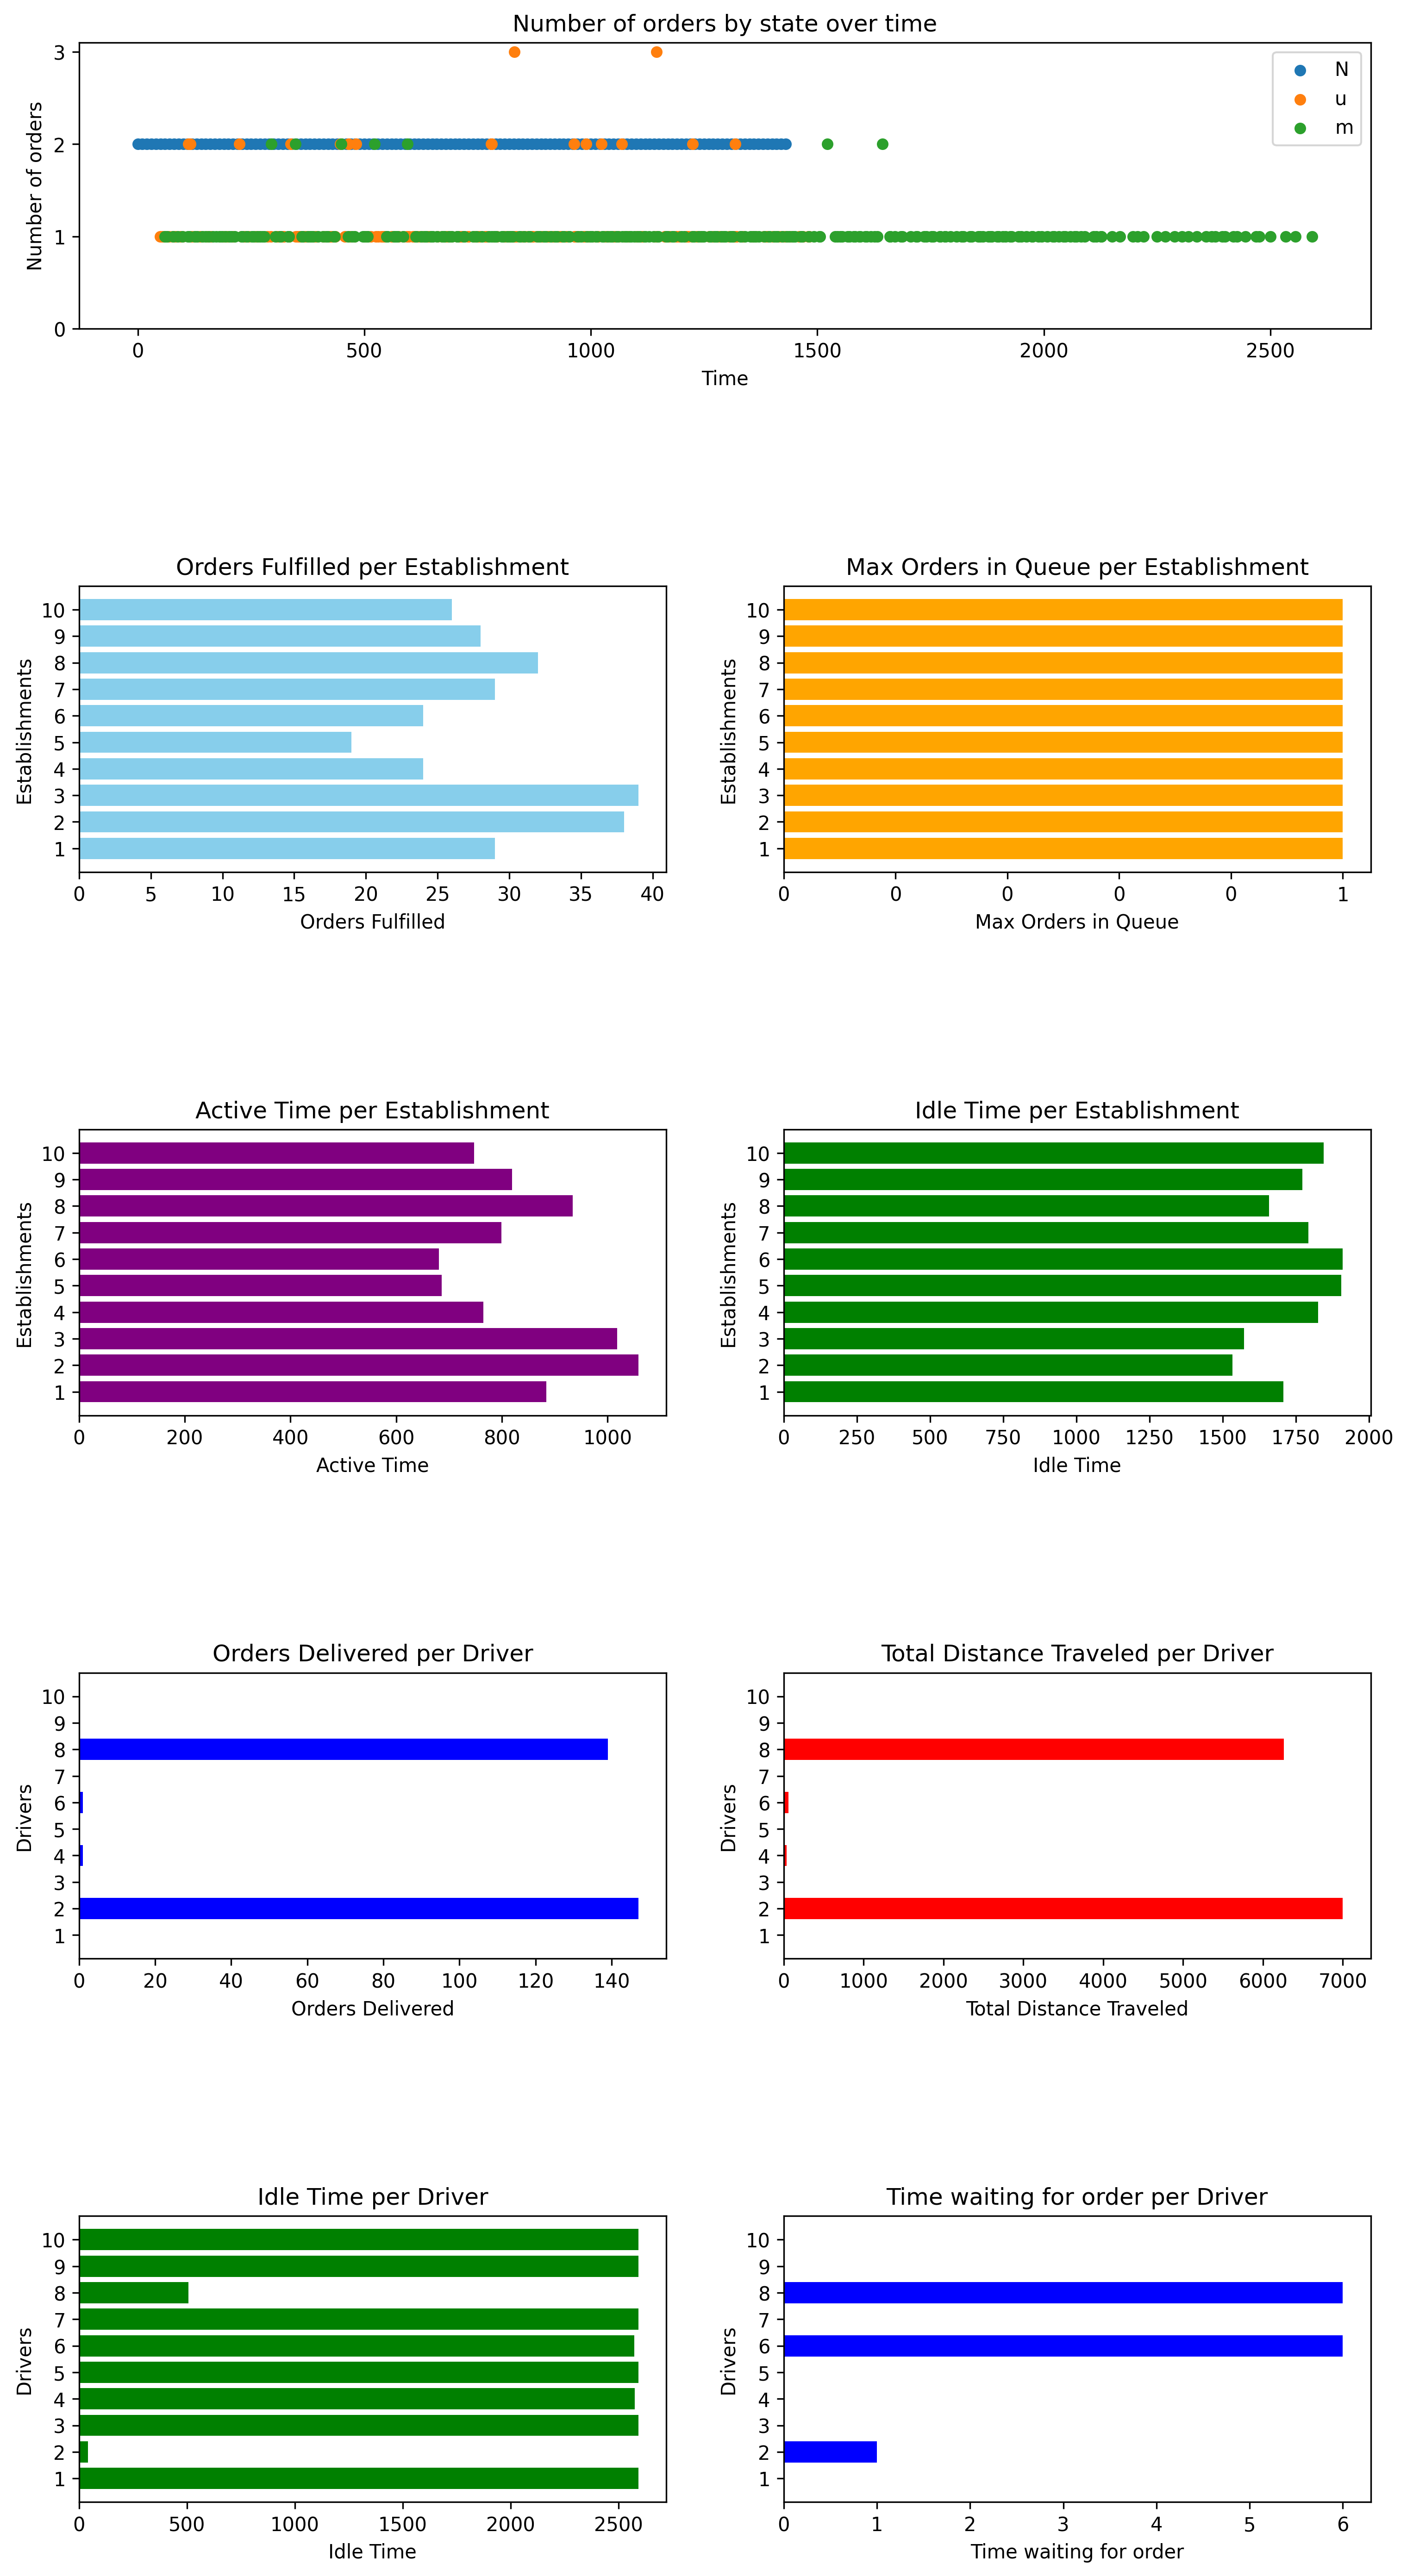 Number of orders by state over time
Number of orders
3
2
1
0
N
u
m
0 500 1000 1500 2000 2500
Time
Orders Fulfilled per Establishment
Establishments
10
9
8
7
6
5
4
3
2
1
0 5 10 15 20 25 30 35 40
Orders Fulfilled
Max Orders in Queue per Establishment
Establishments
10
9
8
7
6
5
4
3
2
1
0 0 0 0 0 1
Max Orders in Queue
Active Time per Establishment
Establishments
10
9
8
7
6
5
4
3
2
1
0 200 400 600 800 1000
Active Time
Idle Time per Establishment
Establishments
10
9
8
7
6
5
4
3
2
1
0 250 500 750 1000 1250 1500 1750 2000
Idle Time
Orders Delivered per Driver
Drivers
10
9
8
7
6
5
4
3
2
1
0 20 40 60 80 100 120 140
Orders Delivered
Total Distance Traveled per Driver
Drivers
10
9
8
7
6
5
4
3
2
1
0 1000 2000 3000 4000 5000 6000 7000
Total Distance Traveled
Idle Time per Driver
Drivers
10
9
8
7
6
5
4
3
2
1
0 500 1000 1500 2000 2500
Idle Time
Time waiting for order per Driver
Drivers
10
9
8
7
6
5
4
3
2
1
0 1 2 3 4 5 6
Time waiting for order